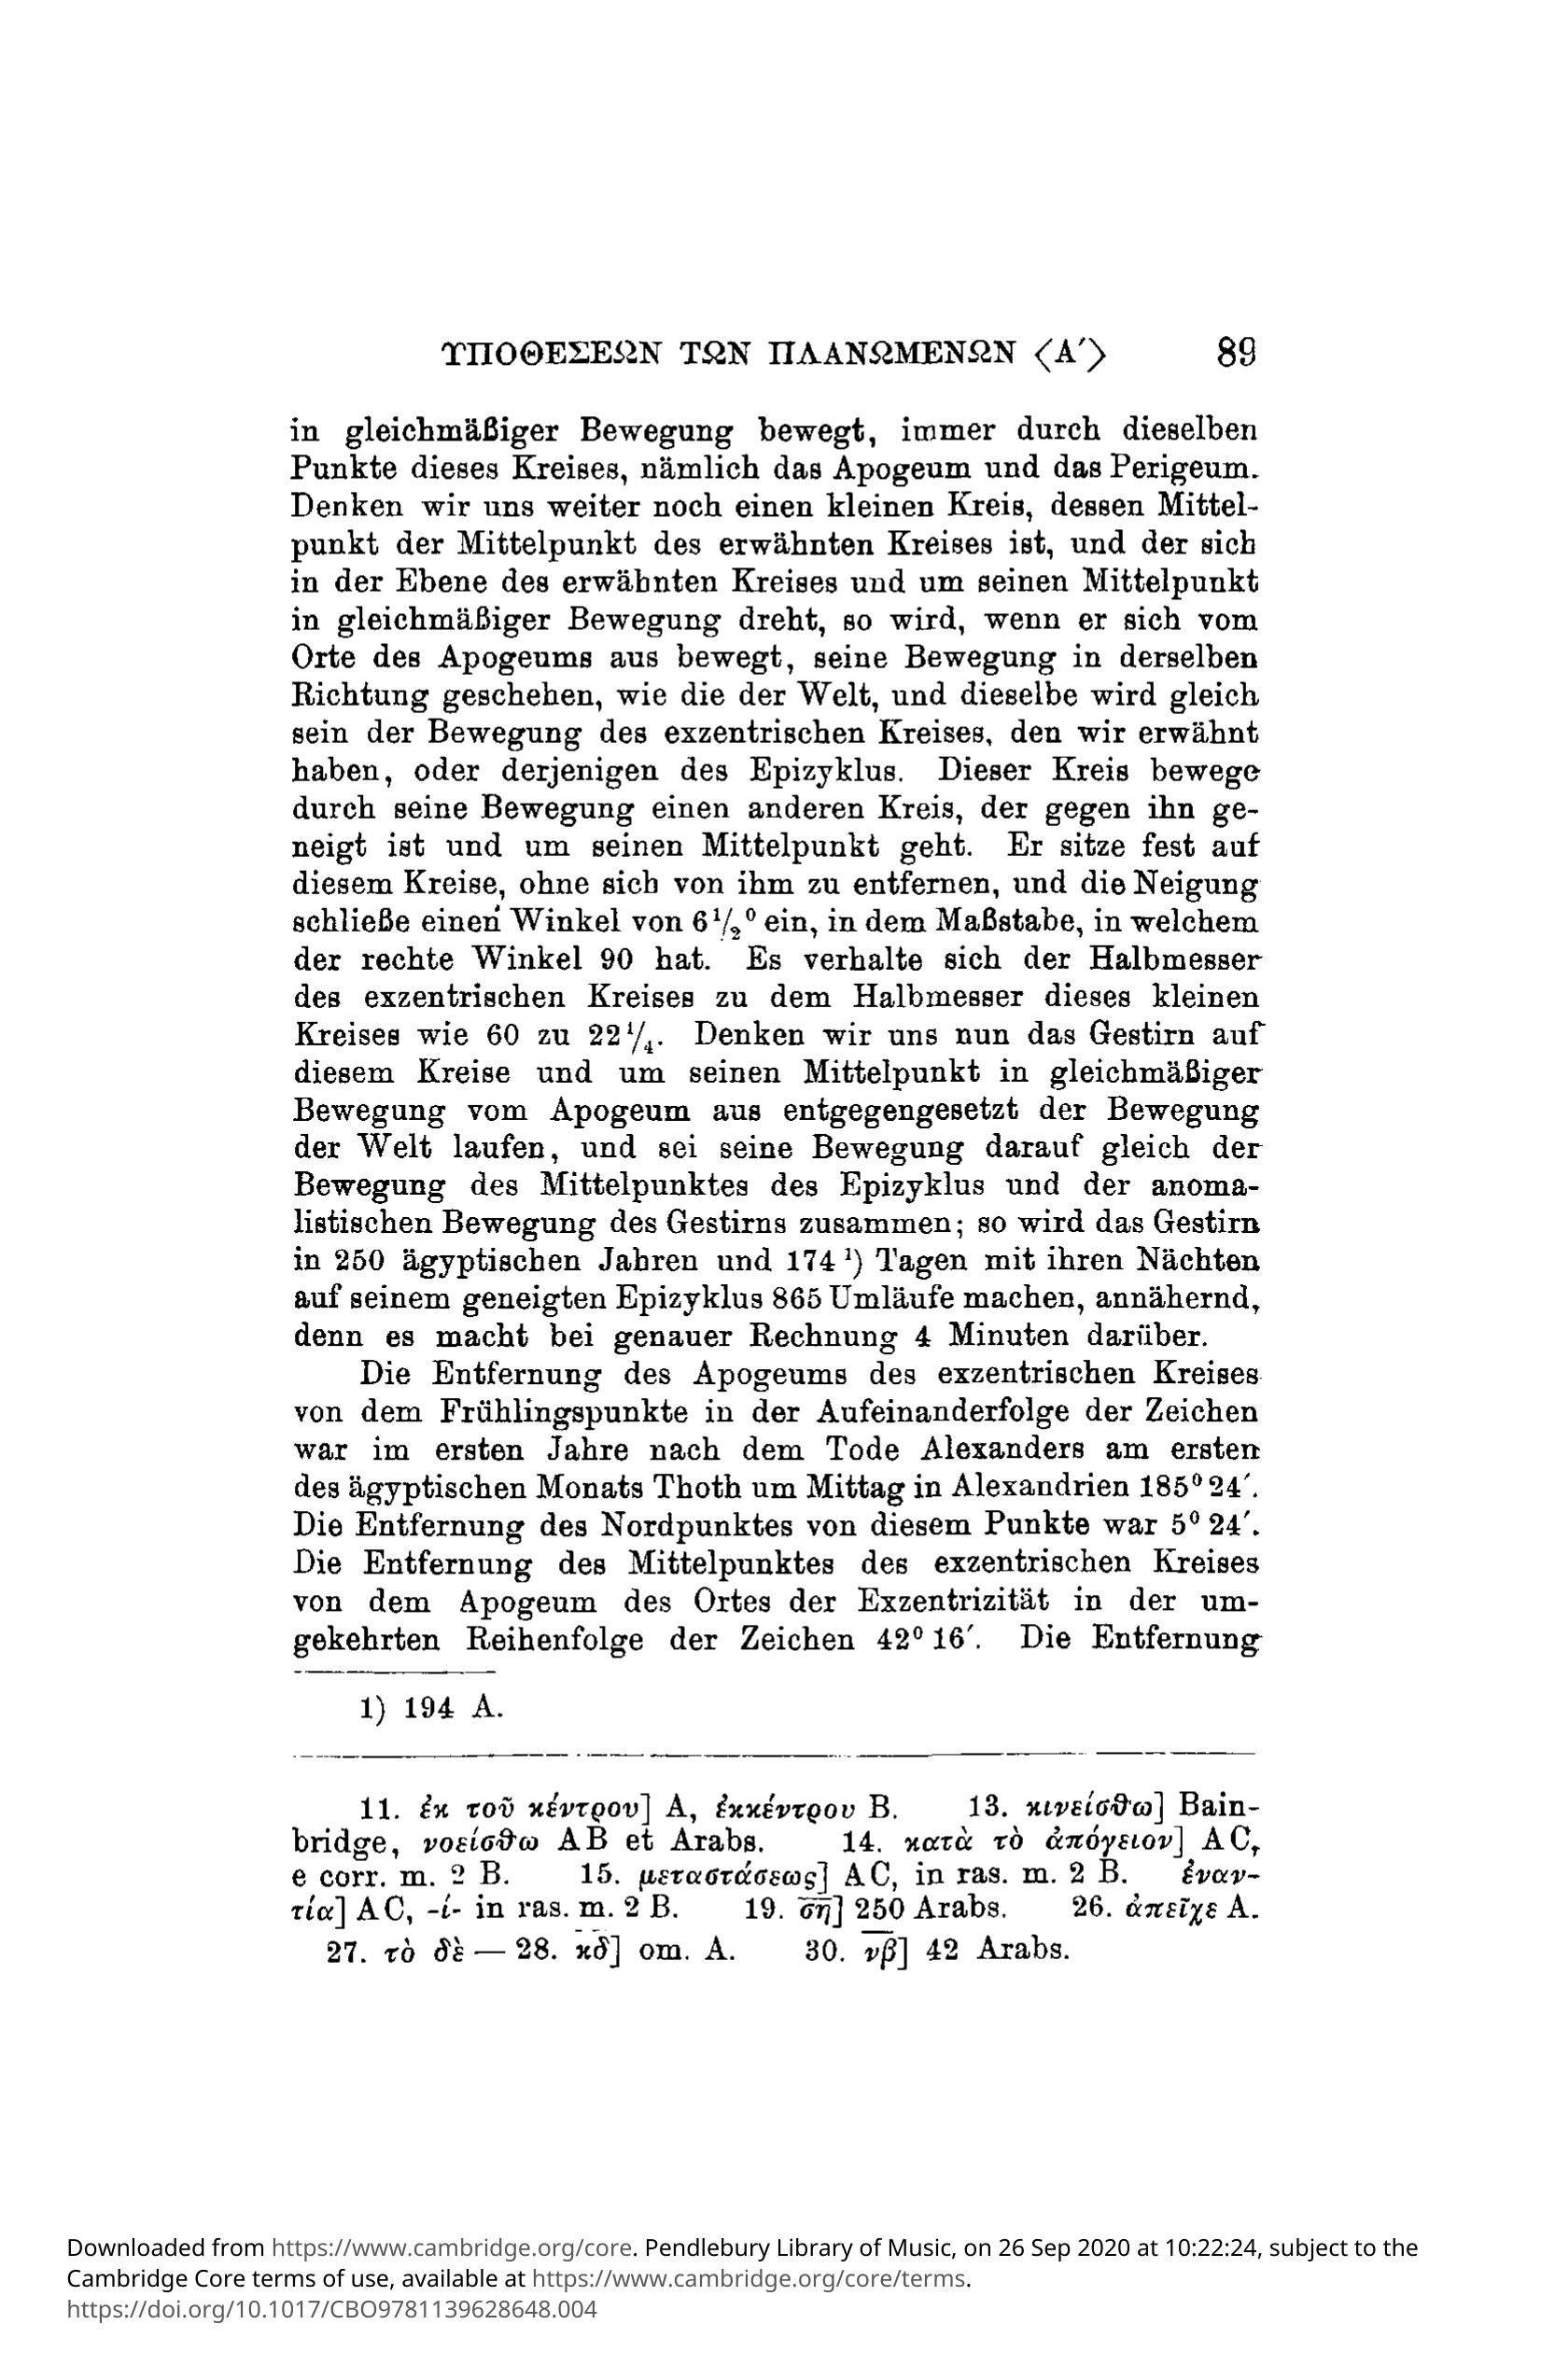 ΥΠΟΘΕΣΕΩΝ ΤΩΝ ΠΛΑΝΩΜΕΝΩΝ ⟨Α′⟩ 89
in gleichmäßiger Bewegung bewegt, immer durch dieselben
Punkte dieses Kreises, nämlich das Apogeum und das Perigeum.
Denken wir uns weiter noch einen kleinen Kreis, dessen Mittel-
punkt der Mittelpunkt des erwähnten Kreises ist, und der sich
in der Ebene des erwähnten Kreises und um seinen Mittelpunkt
in gleichmäßiger Bewegung dreht, so wird, wenn er sich vom
Orte des Apogeums aus bewegt, seine Bewegung in derselben
Richtung geschehen, wie die der Welt, und dieselbe wird gleich
sein der Bewegung des exzentrischen Kreises, den wir erwähnt
haben, oder derjenigen des Epizyklus. Dieser Kreis bewege
durch seine Bewegung einen anderen Kreis, der gegen ihn ge-
neigt ist und um seinen Mittelpunkt geht. Er sitze fest auf
diesem Kreise, ohne sich von ihm zu entfernen, und die Neigung
schließe einen Winkel von 6 1/2⁰ ein, in dem Maßstabe, in welchem
der rechte Winkel 90 hat. Es verhalte sich der Halbmesser
des exzentrischen Kreises zu dem Halbmesser dieses kleinen
Kreises wie 60 zu 22 1/4. Denken wir uns nun das Gestirn auf
diesem Kreise und um seinen Mittelpunkt in gleichmäßiger
Bewegung vom Apogeum aus entgegengesetzt der Bewegung
der Welt laufen, und sei seine Bewegung darauf gleich der
Bewegung des Mittelpunktes des Epizyklus und der anoma-
listischen Bewegung des Gestirns zusammen; so wird das Gestirn
in 250 ägyptischen Jahren und 174 ¹) Tagen mit ihren Nächten
auf seinem geneigten Epizyklus 865 Umläufe machen, annähernd,
denn es macht bei genauer Rechnung 4 Minuten darüber.
Die Entfernung des Apogeums des exzentrischen Kreises
von dem Frühlingspunkte in der Aufeinanderfolge der Zeichen
war im ersten Jahre nach dem Tode Alexanders am ersten
des ägyptischen Monats Thoth um Mittag in Alexandrien 185⁰ 24′.
Die Entfernung des Nordpunktes von diesem Punkte war 5⁰ 24′.
Die Entfernung des Mittelpunktes des exzentrischen Kreises
von dem Apogeum des Ortes der Exzentrizität in der um-
gekehrten Reihenfolge der Zeichen 42⁰ 16′. Die Entfernung
1) 194 A.
11. ἐκ τοῦ κέντρου] A, ἐκκέντρου B. 13. κινείσθω] Bain-
bridge, νοείσθω AB et Arabs. 14. κατὰ τὸ ἀπόγειον] AC,
e corr. m. 2 B. 15. μεταστάσεως] AC, in ras. m. 2 B. ἐναν-
τία] AC, -ί- in ras. m. 2 B. 19. σ̅η̅] 250 Arabs. 26. ἀπεῖχε A.
27. τὸ δὲ — 28. κ̅δ̅] om. A. 30. ν̅β̅] 42 Arabs.
Downloaded from https://www.cambridge.org/core. Pendlebury Library of Music, on 26 Sep 2020 at 10:22:24, subject to the
Cambridge Core terms of use, available at https://www.cambridge.org/core/terms.
https://doi.org/10.1017/CBO9781139628648.004